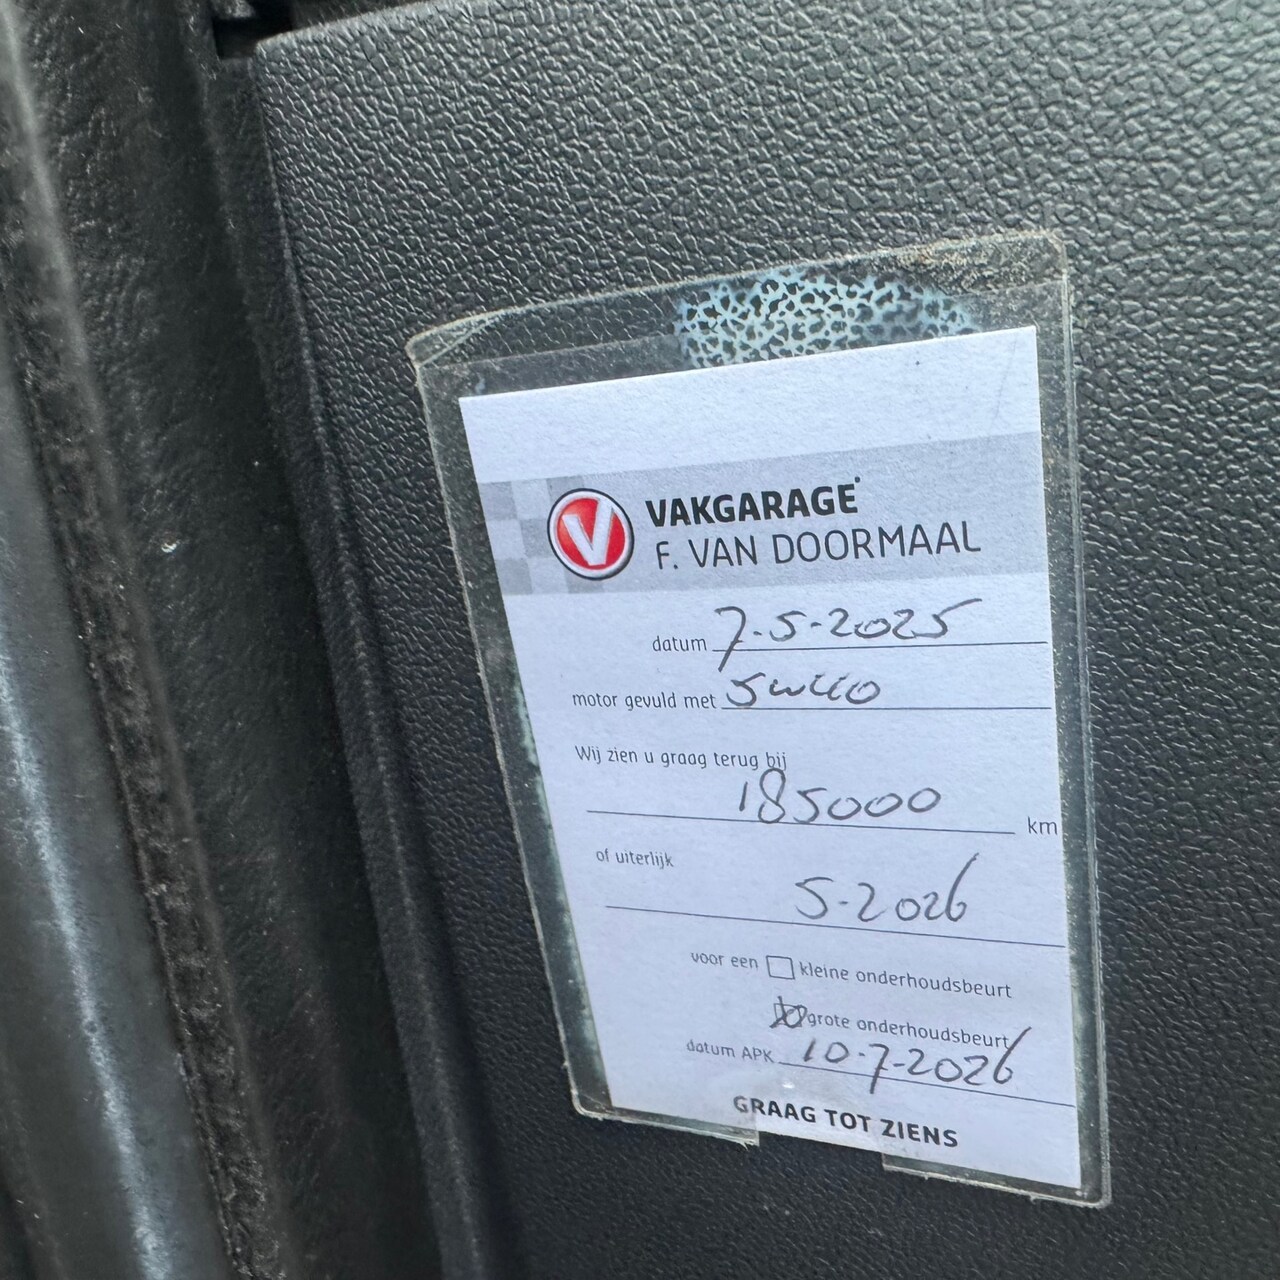 V VAKGARAGE
F. VAN DOORMAAL
datum 7-5-2025
motor gevuld met 5w40
Wij zien u graag terug bij
185000 km
of uiterlijk
5-2026
voor een kleine onderhoudsbeurt
grote onderhoudsbeurt
datum APK 10-7-2026
GRAAG TOT ZIENS